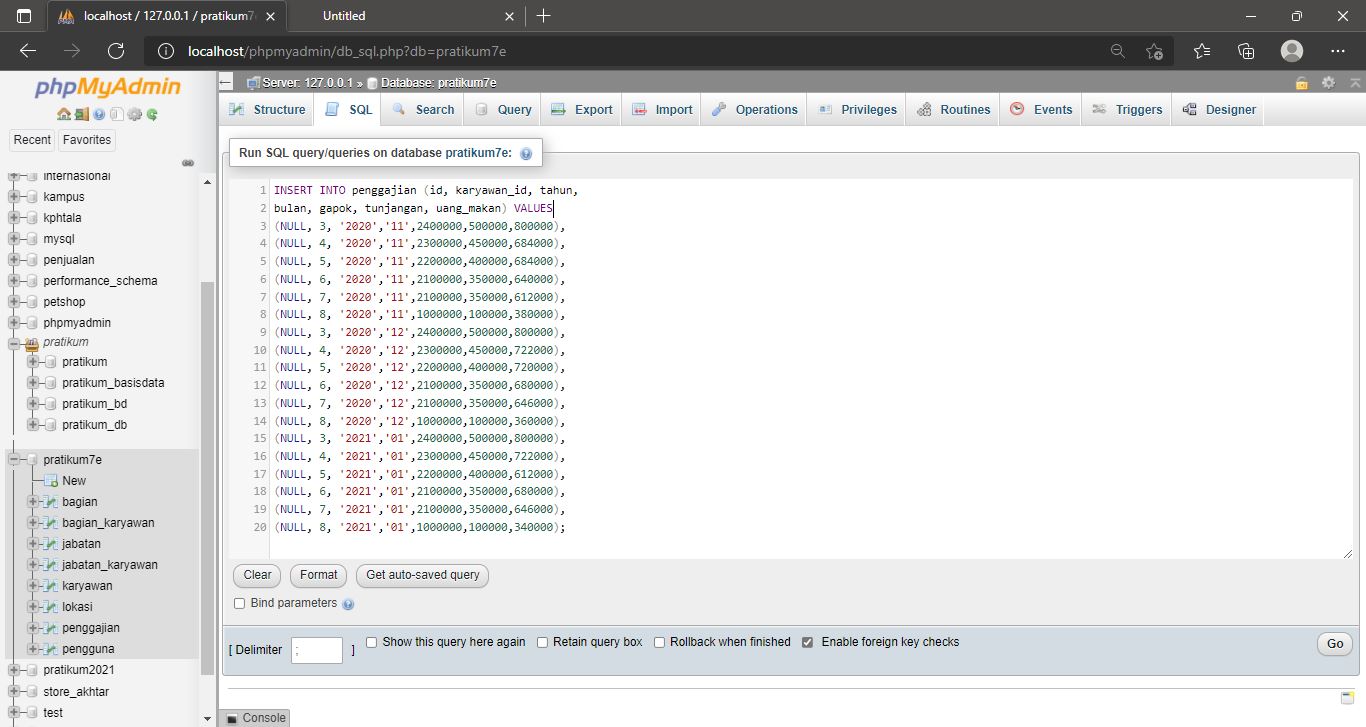 localhost / 127.0.0.1 / pratikum7e
Untitled
localhost/phpmyadmin/db_sql.php?db=pratikum7e
phpMyAdmin
Recent Favorites
internasional
kampus
kphtala
mysql
penjualan
performance_schema
petshop
phpmyadmin
pratikum
pratikum
pratikum_basisdata
pratikum_bd
pratikum_db
pratikum7e
New
bagian
bagian_karyawan
jabatan
jabatan_karyawan
karyawan
lokasi
penggajian
pengguna
pratikum2021
store_akhtar
test
Server: 127.0.0.1 » Database: pratikum7e
Structure SQL Search Query Export Import Operations Privileges Routines Events Triggers Designer
Run SQL query/queries on database pratikum7e:
1 INSERT INTO penggajian (id, karyawan_id, tahun,
2 bulan, gapok, tunjangan, uang_makan) VALUES
3 (NULL, 3, '2020','11',2400000,500000,800000),
4 (NULL, 4, '2020','11',2300000,450000,684000),
5 (NULL, 5, '2020','11',2200000,400000,684000),
6 (NULL, 6, '2020','11',2100000,350000,640000),
7 (NULL, 7, '2020','11',2100000,350000,612000),
8 (NULL, 8, '2020','11',1000000,100000,380000),
9 (NULL, 3, '2020','12',2400000,500000,800000),
10 (NULL, 4, '2020','12',2300000,450000,722000),
11 (NULL, 5, '2020','12',2200000,400000,720000),
12 (NULL, 6, '2020','12',2100000,350000,680000),
13 (NULL, 7, '2020','12',2100000,350000,646000),
14 (NULL, 8, '2020','12',1000000,100000,360000),
15 (NULL, 3, '2021','01',2400000,500000,800000),
16 (NULL, 4, '2021','01',2300000,450000,722000),
17 (NULL, 5, '2021','01',2200000,400000,612000),
18 (NULL, 6, '2021','01',2100000,350000,680000),
19 (NULL, 7, '2021','01',2100000,350000,646000),
20 (NULL, 8, '2021','01',1000000,100000,340000);
Clear Format Get auto-saved query
Bind parameters
[ Delimiter ; ] Show this query here again Retain query box Rollback when finished Enable foreign key checks Go
Console